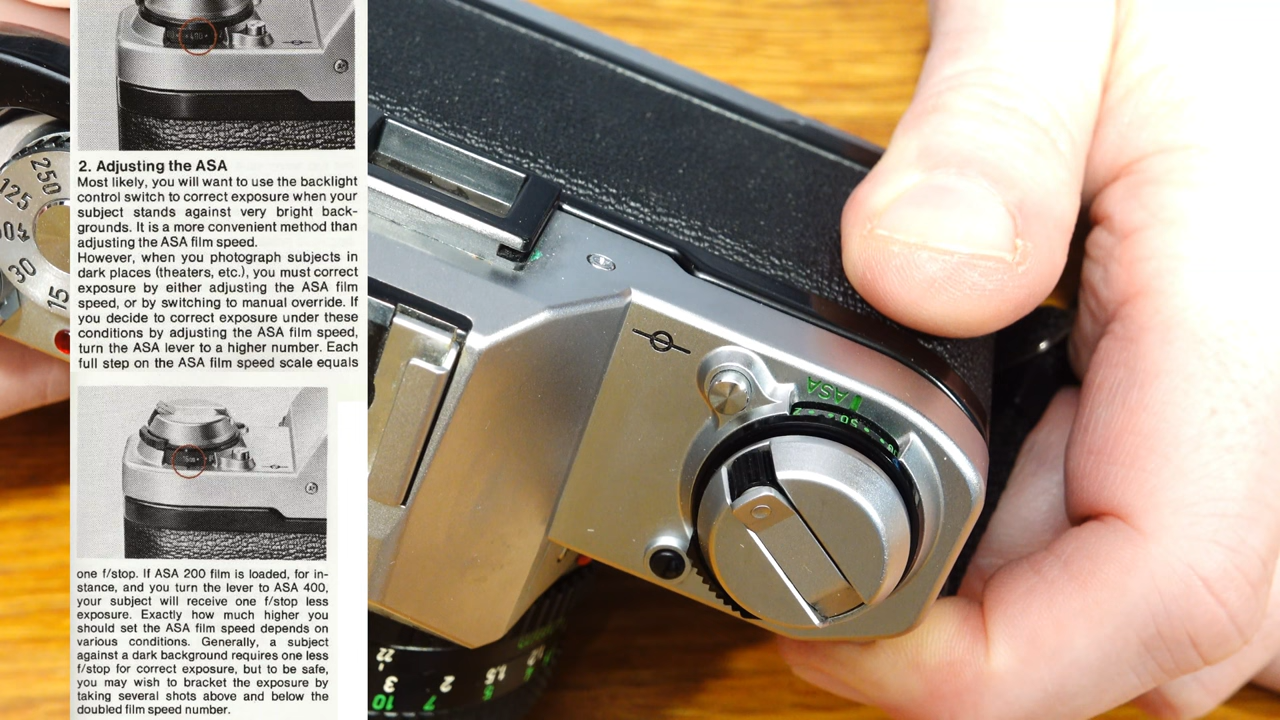 400
2. Adjusting the ASA
Most likely, you will want to use the backlight
control switch to correct exposure when your
subject stands against very bright back-
grounds. It is a more convenient method than
adjusting the ASA film speed.
However, when you photograph subjects in
dark places (theaters, etc.), you must correct
exposure by either adjusting the ASA film
speed, or by switching to manual override. If
you decide to correct exposure under these
conditions by adjusting the ASA film speed,
turn the ASA lever to a higher number. Each
full step on the ASA film speed scale equals
one f/stop. If ASA 200 film is loaded, for in-
stance, and you turn the lever to ASA 400,
your subject will receive one f/stop less
exposure. Exactly how much higher you
should set the ASA film speed depends on
various conditions. Generally, a subject
against a dark background requires one less
f/stop for correct exposure, but to be safe,
you may wish to bracket the exposure by
taking several shots above and below the
doubled film speed number.
250
125
30
15
ASA
50
22
3
2
1.5
10
7